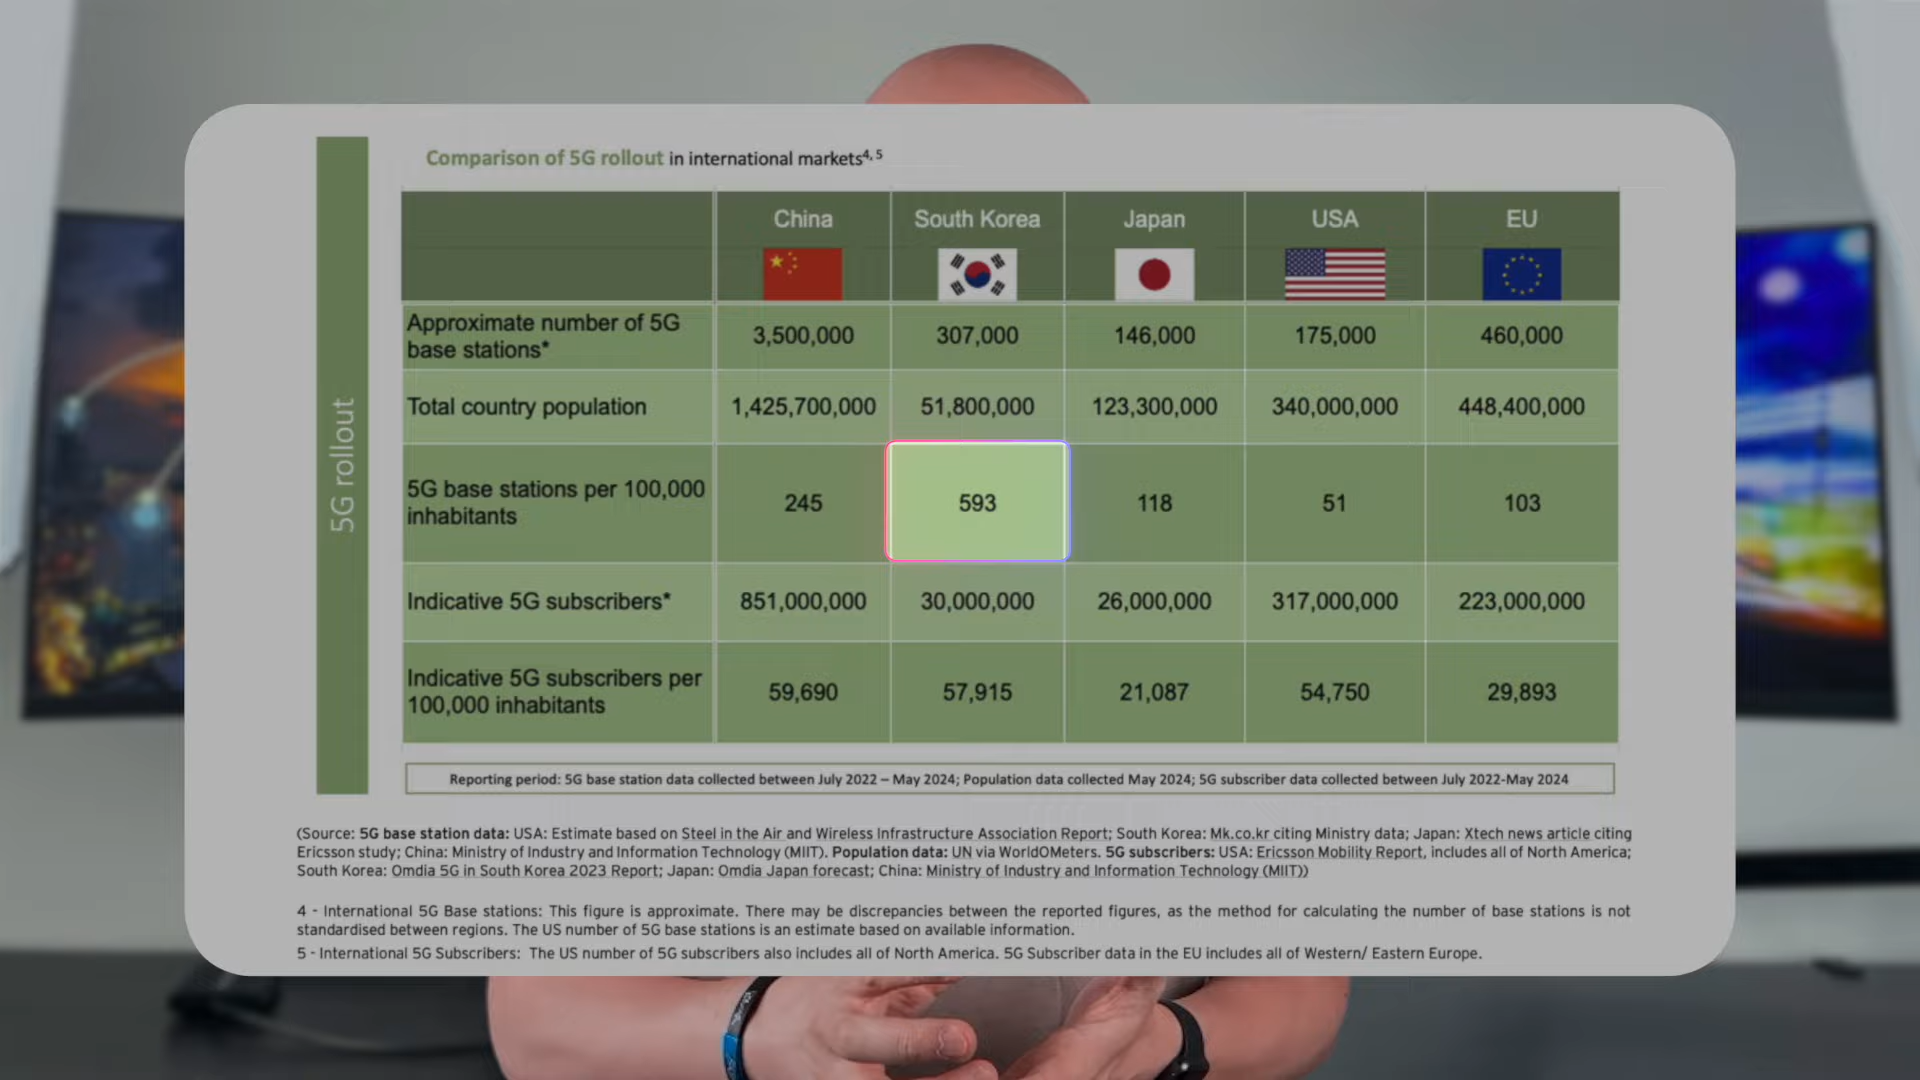 Comparison of 5G rollout in international markets4, 5
5G rollout
China South Korea Japan USA EU
Approximate number of 5G
base stations* 3,500,000 307,000 146,000 175,000 460,000
Total country population 1,425,700,000 51,800,000 123,300,000 340,000,000 448,400,000
5G base stations per 100,000
inhabitants 245 593 118 51 103
Indicative 5G subscribers* 851,000,000 30,000,000 26,000,000 317,000,000 223,000,000
Indicative 5G subscribers per
100,000 inhabitants 59,690 57,915 21,087 54,750 29,893
Reporting period: 5G base station data collected between July 2022 – May 2024; Population data collected May 2024; 5G subscriber data collected between July 2022-May 2024
(Source: 5G base station data: USA: Estimate based on Steel in the Air and Wireless Infrastructure Association Report; South Korea: Mk.co.kr citing Ministry data; Japan: Xtech news article citing
Ericsson study; China: Ministry of Industry and Information Technology (MIIT). Population data: UN via WorldOMeters. 5G subscribers: USA: Ericsson Mobility Report, includes all of North America;
South Korea: Omdia 5G in South Korea 2023 Report; Japan: Omdia Japan forecast; China: Ministry of Industry and Information Technology (MIIT))
4 - International 5G Base stations: This figure is approximate. There may be discrepancies between the reported figures, as the method for calculating the number of base stations is not
standardised between regions. The US number of 5G base stations is an estimate based on available information.
5 - International 5G Subscribers: The US number of 5G subscribers also includes all of North America. 5G Subscriber data in the EU includes all of Western/ Eastern Europe.